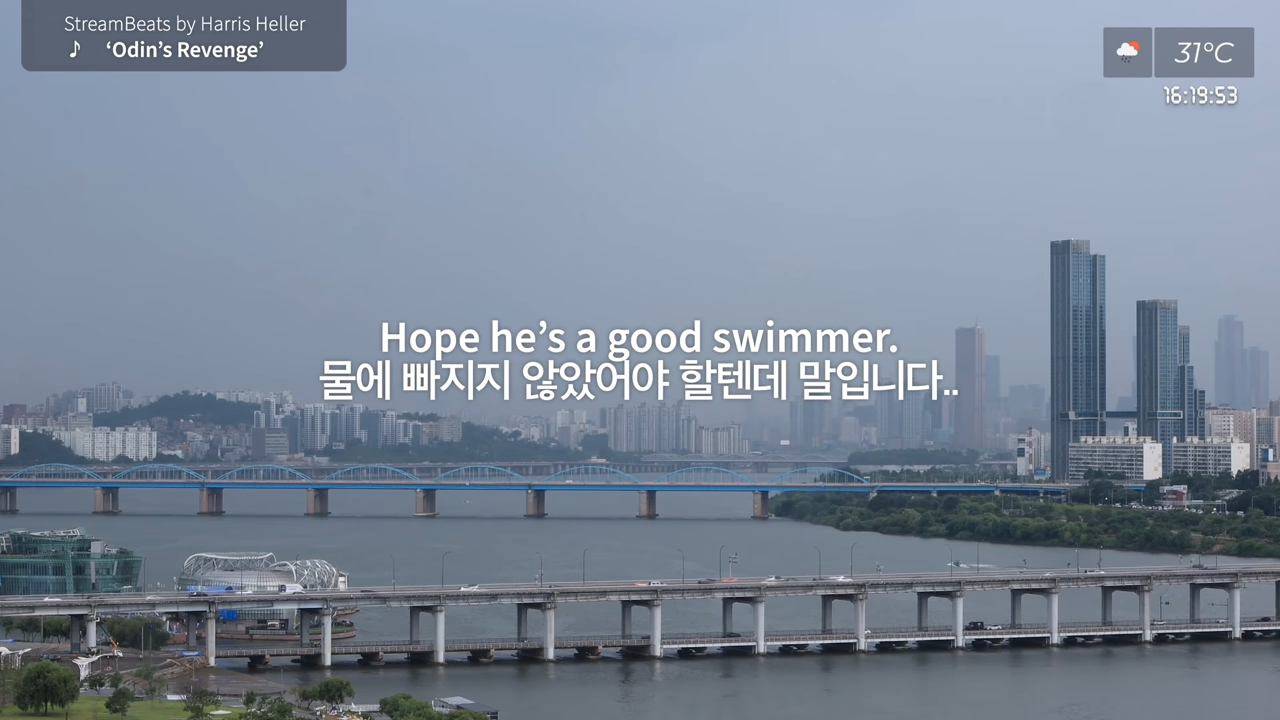 StreamBeats by Harris Heller
♪ ‘Odin’s Revenge’
31°C
16:19:53
Hope he’s a good swimmer.
물에 빠지지 않았어야 할텐데 말입니다..